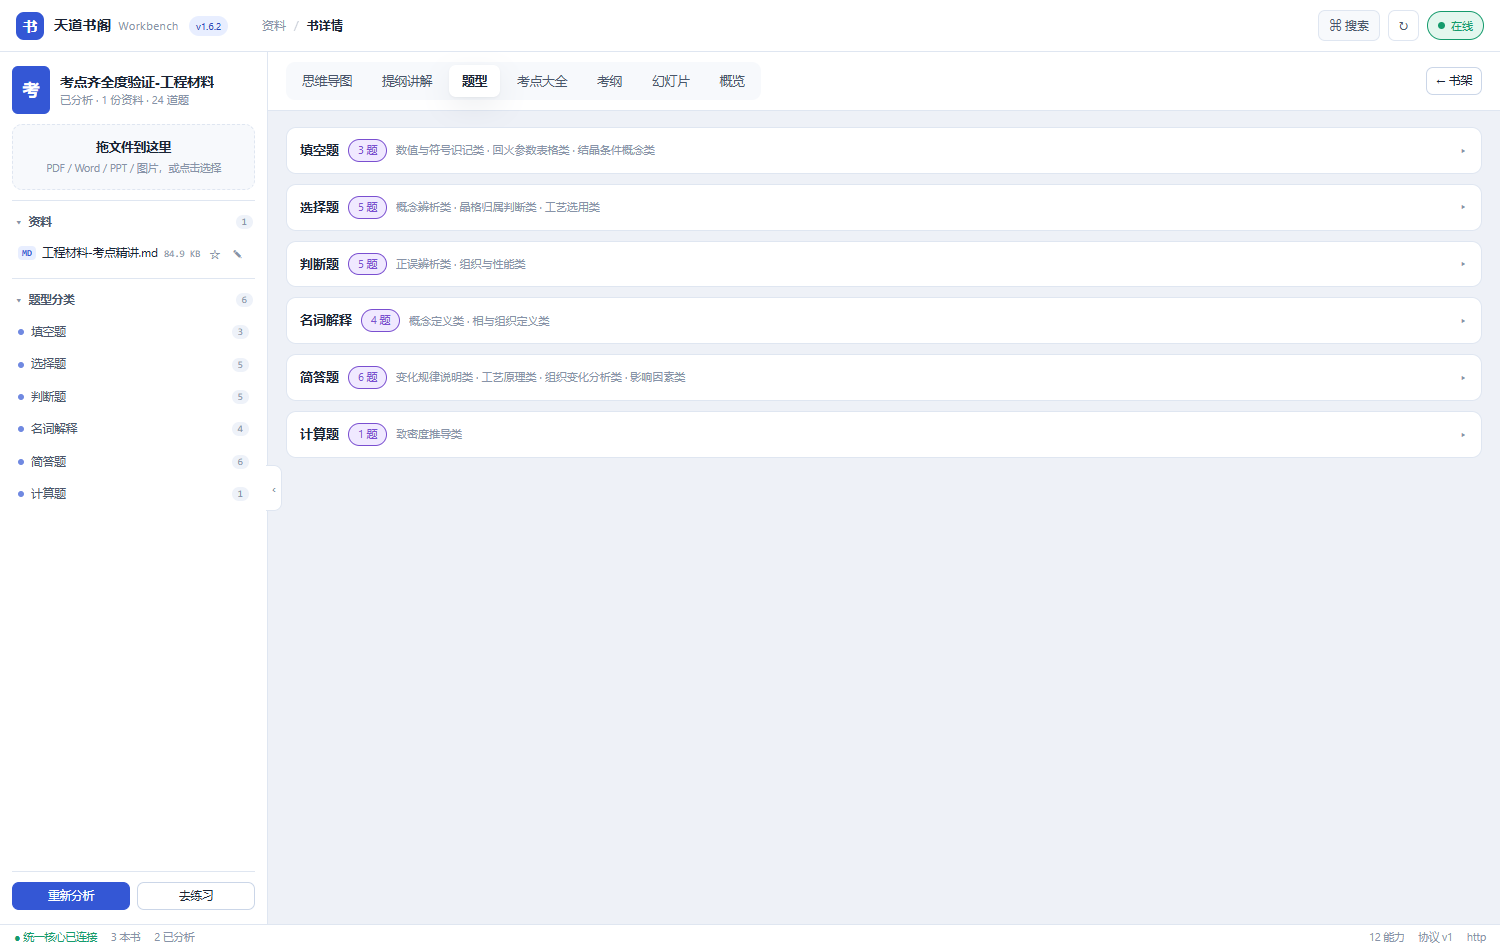 书 天道书阁 Workbench v1.6.2 资料 / 书详情 ⌘ 搜索 ↻ 在线
考 考点齐全度验证-工程材料
已分析 · 1 份资料 · 24 道题
拖文件到这里
PDF / Word / PPT / 图片，或点击选择
资料 1
MD 工程材料-考点精讲.md 84.9 KB
题型分类 6
填空题 3
选择题 5
判断题 5
名词解释 4
简答题 6
计算题 1
重新分析 去练习
思维导图 提纲讲解 题型 考点大全 考纲 幻灯片 概览 ← 书架
填空题 3 题 数值与符号识记类 · 回火参数表格类 · 结晶条件概念类
选择题 5 题 概念辨析类 · 晶格归属判断类 · 工艺选用类
判断题 5 题 正误辨析类 · 组织与性能类
名词解释 4 题 概念定义类 · 相与组织定义类
简答题 6 题 变化规律说明类 · 工艺原理类 · 组织变化分析类 · 影响因素类
计算题 1 题 致密度推导类
统一核心已连接 3 本书 2 已分析 12 能力 协议 v1 http